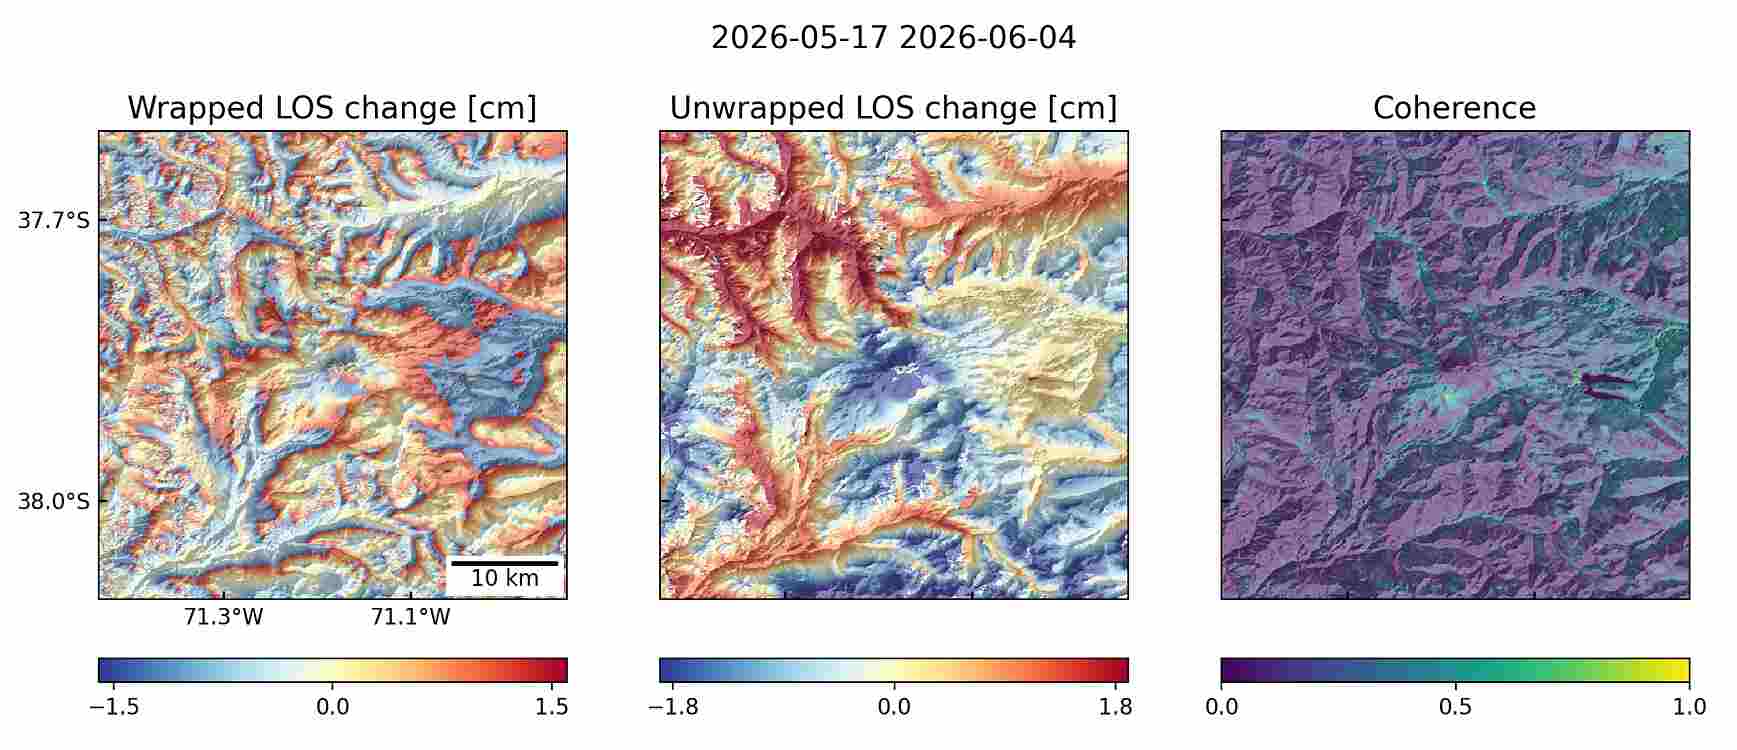 2026-05-17 2026-06-04
Wrapped LOS change [cm]
Unwrapped LOS change [cm]
Coherence
37.7°S
38.0°S
10 km
71.3°W
71.1°W
−1.5
0.0
1.5
−1.8
0.0
1.8
0.0
0.5
1.0